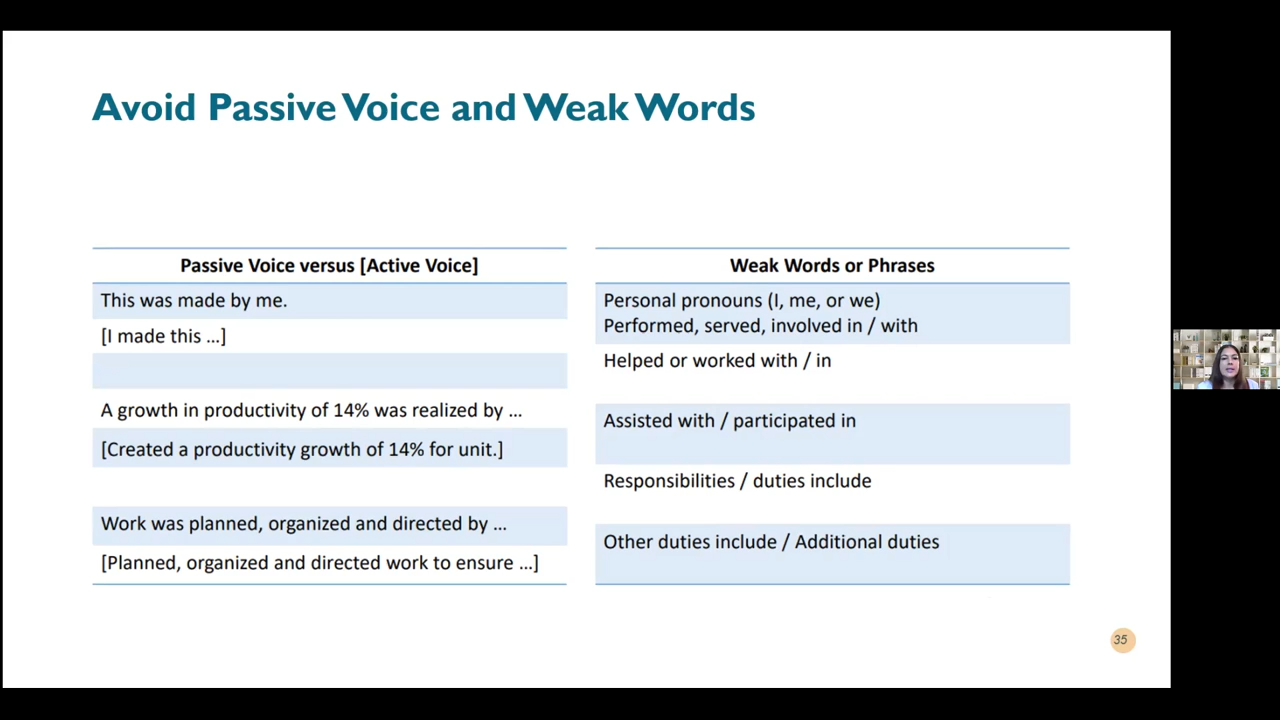 Avoid Passive Voice and Weak Words
Passive Voice versus [Active Voice]
This was made by me.
[I made this ...]
A growth in productivity of 14% was realized by ...
[Created a productivity growth of 14% for unit.]
Work was planned, organized and directed by ...
[Planned, organized and directed work to ensure ...]
Weak Words or Phrases
Personal pronouns (I, me, or we)
Performed, served, involved in / with
Helped or worked with / in
Assisted with / participated in
Responsibilities / duties include
Other duties include / Additional duties
35